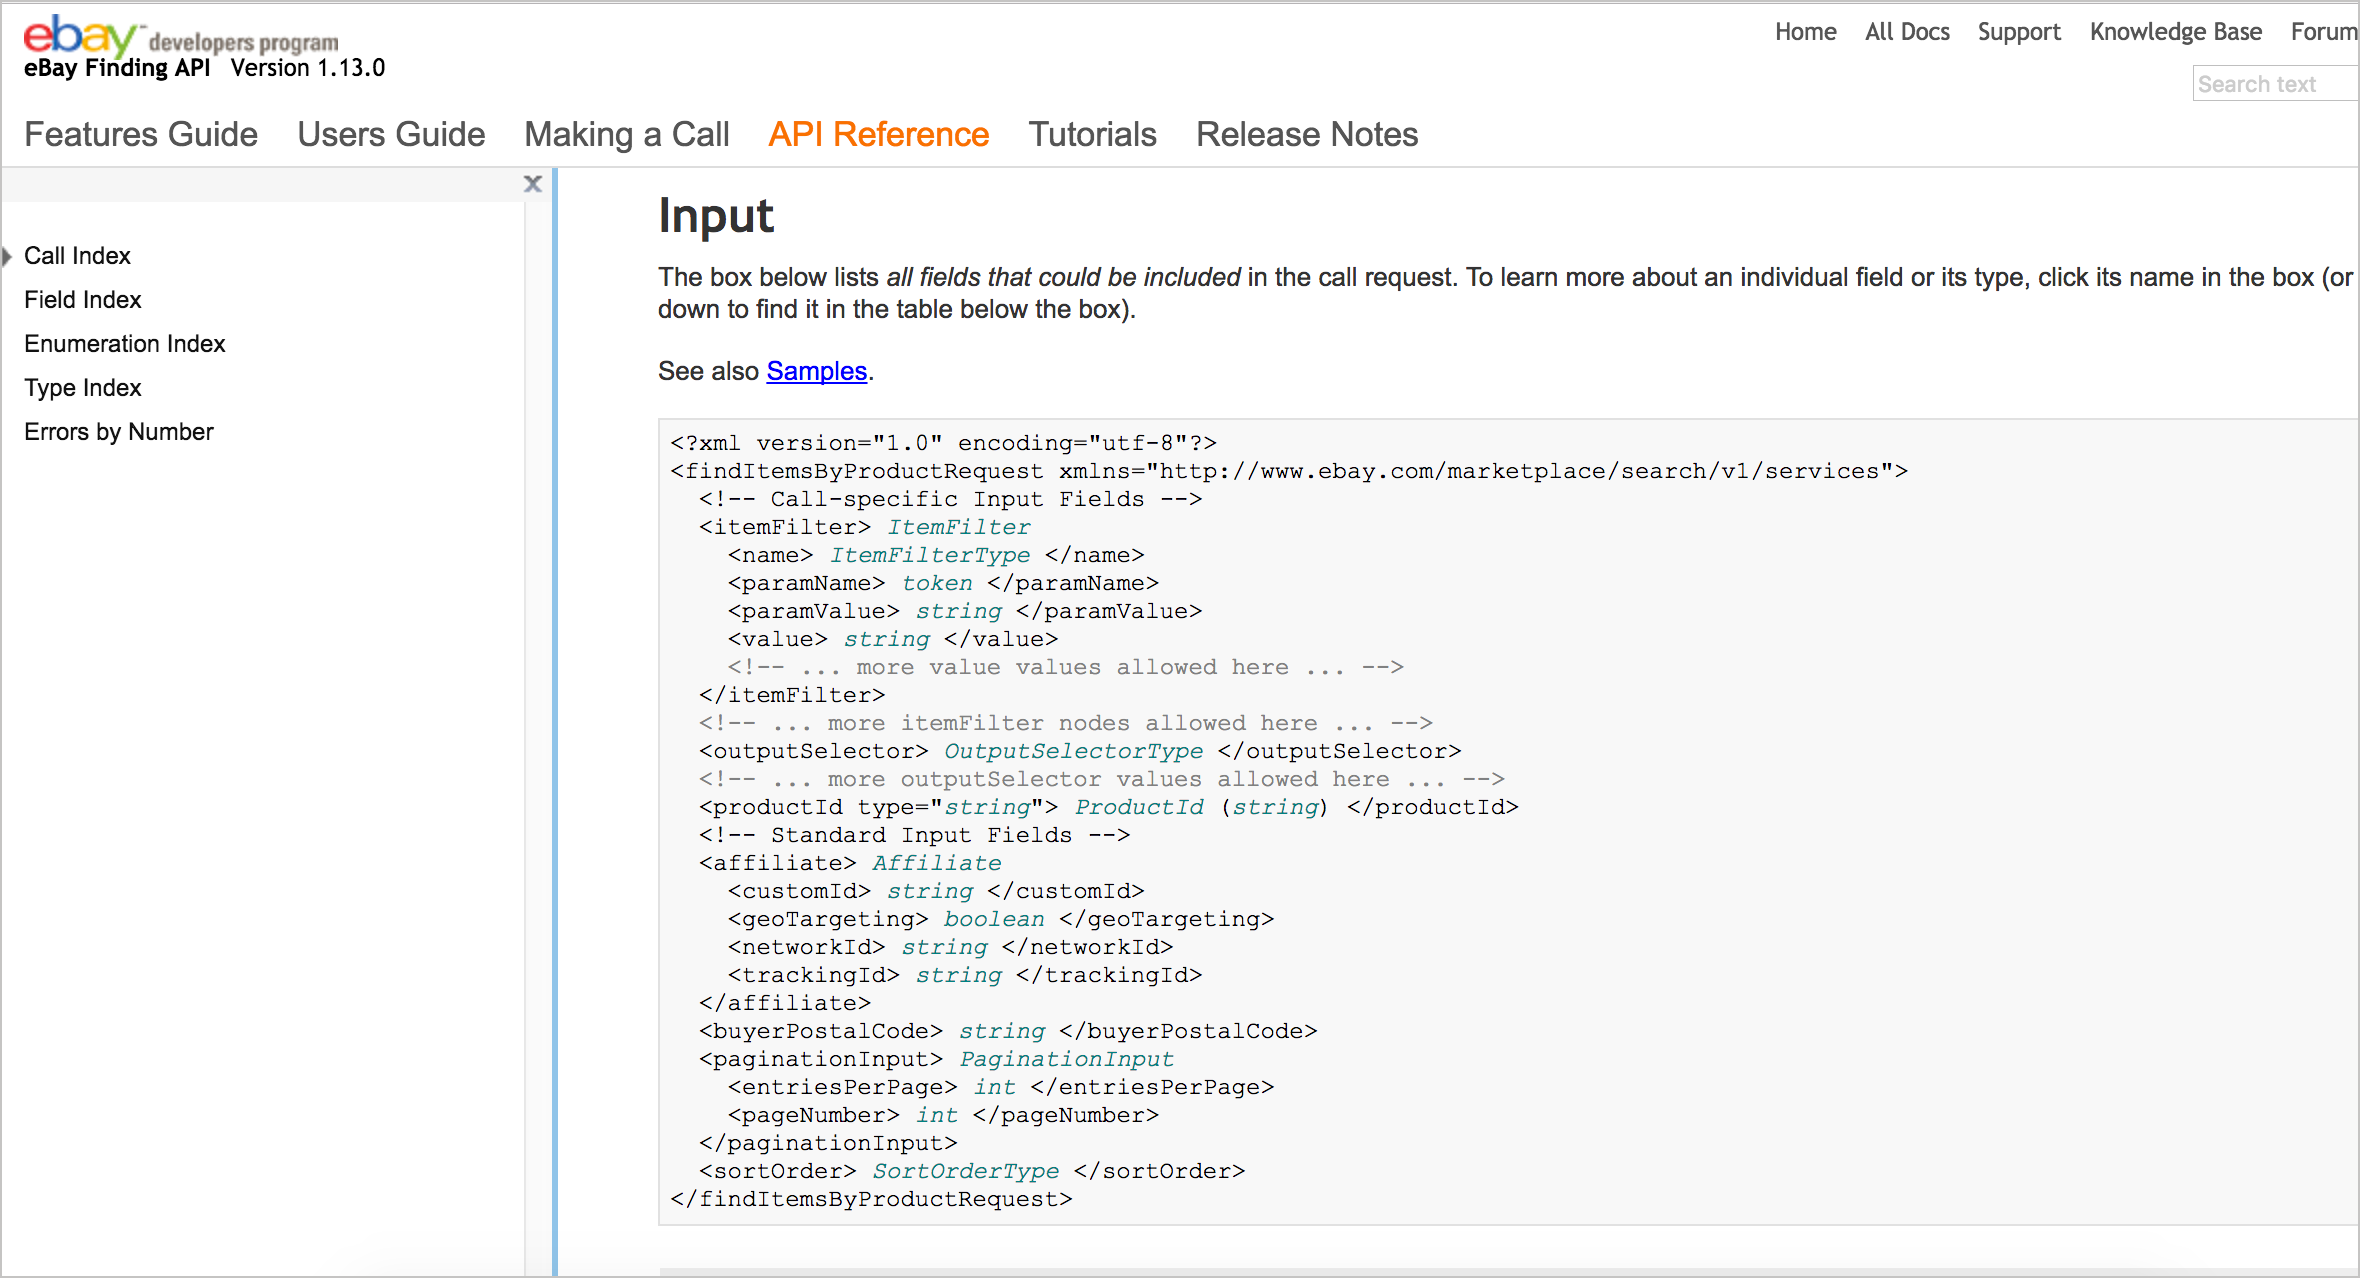 ebay™ developers program
eBay Finding API Version 1.13.0
Home All Docs Support Knowledge Base Forum
Search text
Features Guide Users Guide Making a Call API Reference Tutorials Release Notes
X
Call Index
Field Index
Enumeration Index
Type Index
Errors by Number
Input
The box below lists all fields that could be included in the call request. To learn more about an individual field or its type, click its name in the box (or
down to find it in the table below the box).
See also Samples.
<?xml version="1.0" encoding="utf-8"?>
<findItemsByProductRequest xmlns="http://www.ebay.com/marketplace/search/v1/services">
  <!-- Call-specific Input Fields -->
  <itemFilter> ItemFilter
    <name> ItemFilterType </name>
    <paramName> token </paramName>
    <paramValue> string </paramValue>
    <value> string </value>
    <!-- ... more value values allowed here ... -->
  </itemFilter>
  <!-- ... more itemFilter nodes allowed here ... -->
  <outputSelector> OutputSelectorType </outputSelector>
  <!-- ... more outputSelector values allowed here ... -->
  <productId type="string"> ProductId (string) </productId>
  <!-- Standard Input Fields -->
  <affiliate> Affiliate
    <customId> string </customId>
    <geoTargeting> boolean </geoTargeting>
    <networkId> string </networkId>
    <trackingId> string </trackingId>
  </affiliate>
  <buyerPostalCode> string </buyerPostalCode>
  <paginationInput> PaginationInput
    <entriesPerPage> int </entriesPerPage>
    <pageNumber> int </pageNumber>
  </paginationInput>
  <sortOrder> SortOrderType </sortOrder>
</findItemsByProductRequest>